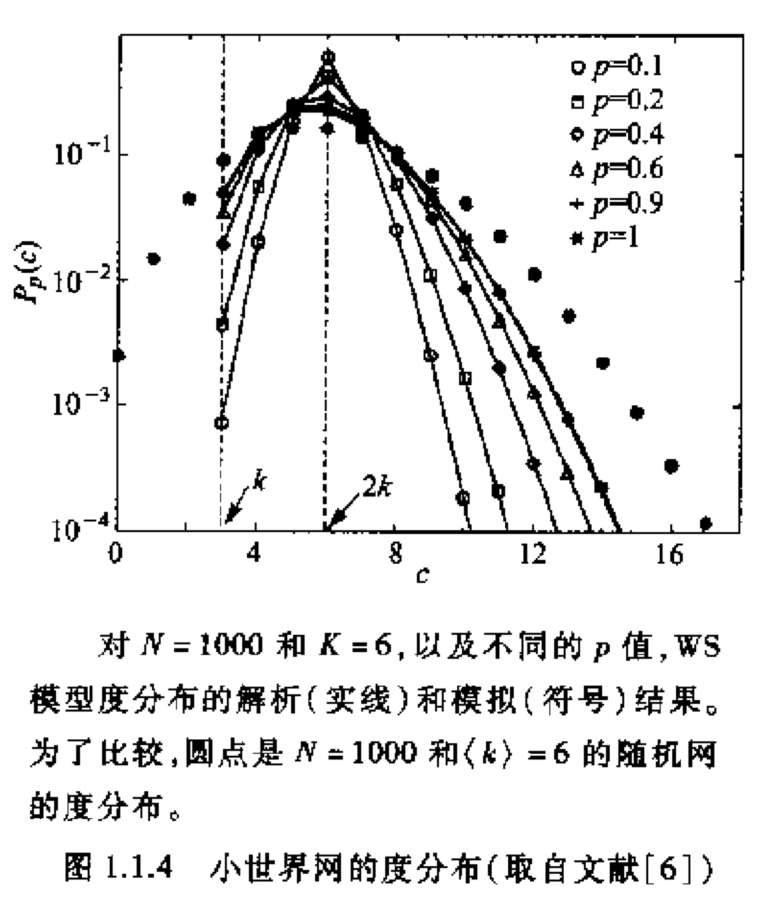 p=0.1
p=0.2
p=0.4
p=0.6
p=0.9
p=1
10⁻¹
10⁻²
10⁻³
10⁻⁴
P_p(c)
k
2k
0 4 8 12 16
c
对 N = 1000 和 K = 6,以及不同的 p 值,WS
模型度分布的解析(实线)和模拟(符号)结果。
为了比较,圆点是 N = 1000 和⟨k⟩ = 6 的随机网
的度分布。
图 1.1.4 小世界网的度分布(取自文献[6])